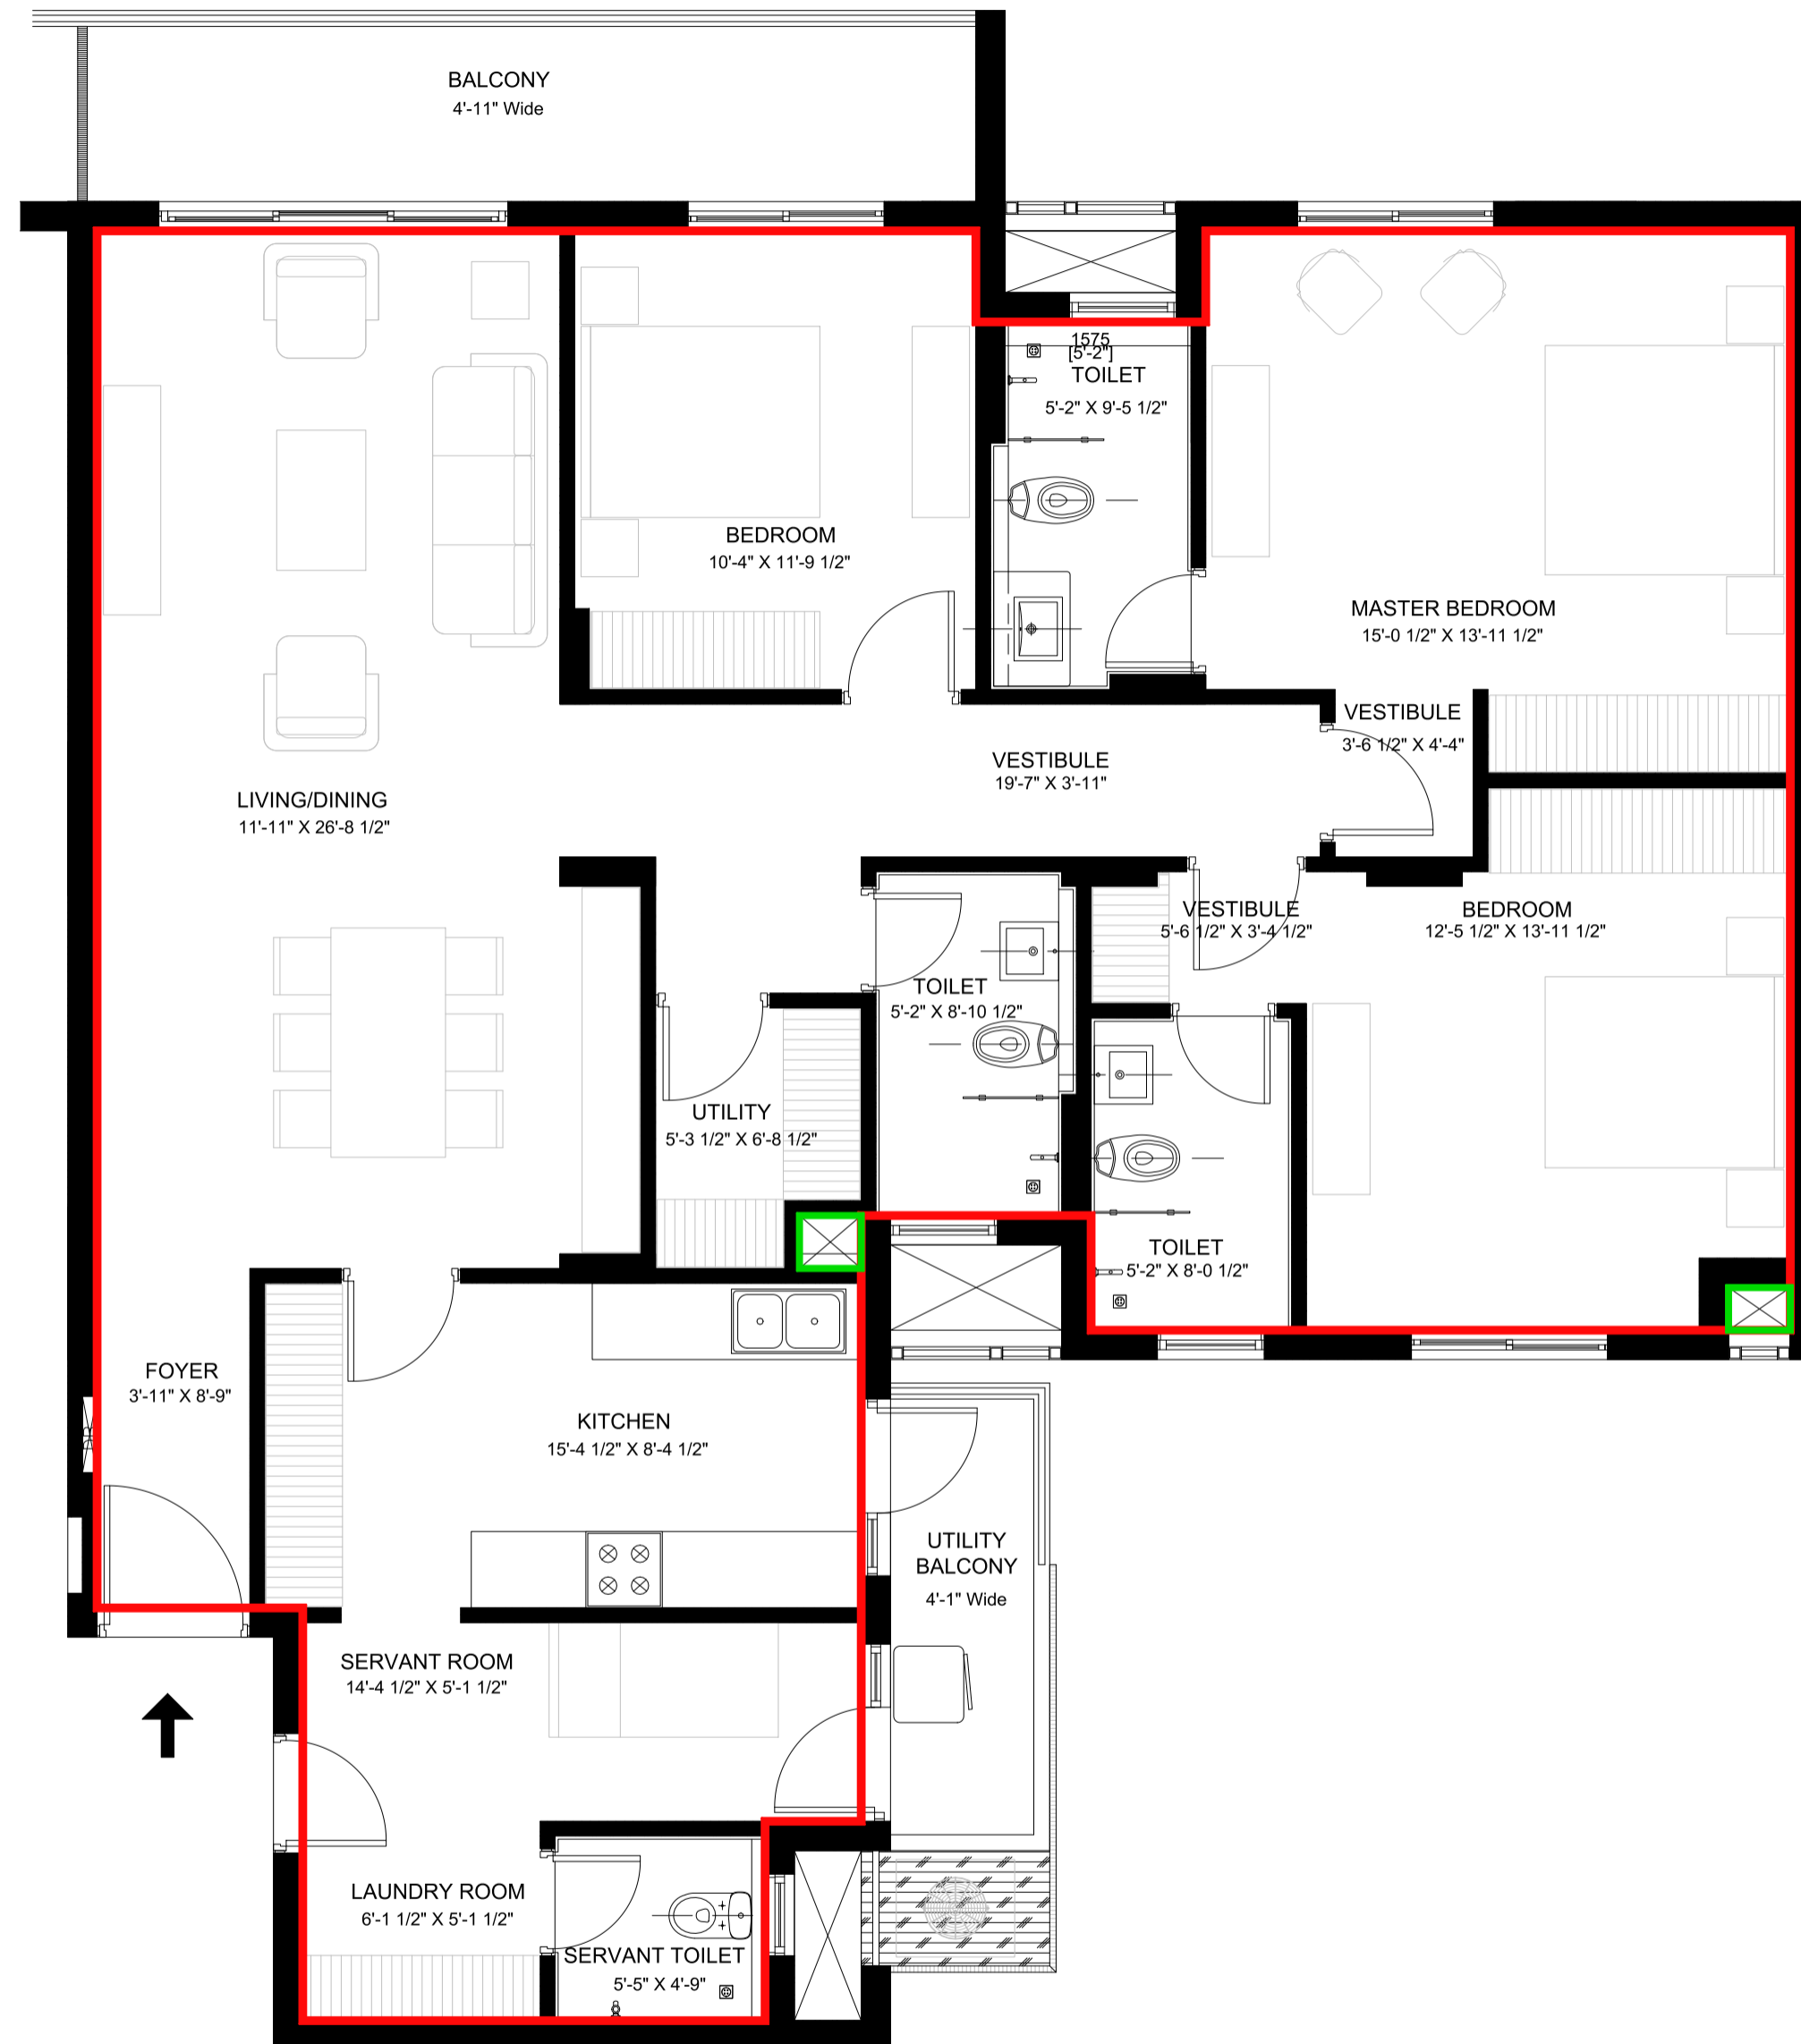 BALCONY
4'-11" Wide
1575
[5'-2"]
TOILET
5'-2" X 9'-5 1/2"
BEDROOM
10'-4" X 11'-9 1/2"
MASTER BEDROOM
15'-0 1/2" X 13'-11 1/2"
VESTIBULE
3'-6 1/2" X 4'-4"
VESTIBULE
19'-7" X 3'-11"
LIVING/DINING
11'-11" X 26'-8 1/2"
VESTIBULE
5'-6 1/2" X 3'-4 1/2"
BEDROOM
12'-5 1/2" X 13'-11 1/2"
TOILET
5'-2" X 8'-10 1/2"
UTILITY
5'-3 1/2" X 6'-8 1/2"
TOILET
5'-2" X 8'-0 1/2"
FOYER
3'-11" X 8'-9"
KITCHEN
15'-4 1/2" X 8'-4 1/2"
UTILITY
BALCONY
4'-1" Wide
SERVANT ROOM
14'-4 1/2" X 5'-1 1/2"
LAUNDRY ROOM
6'-1 1/2" X 5'-1 1/2"
SERVANT TOILET
5'-5" X 4'-9"